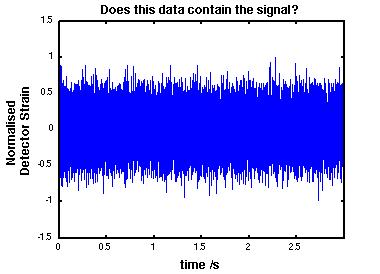 Does this data contain the signal?
1.5
1
0.5
0
-0.5
-1
-1.5
Normalised
Detector Strain
0 0.5 1 1.5 2 2.5
time /s